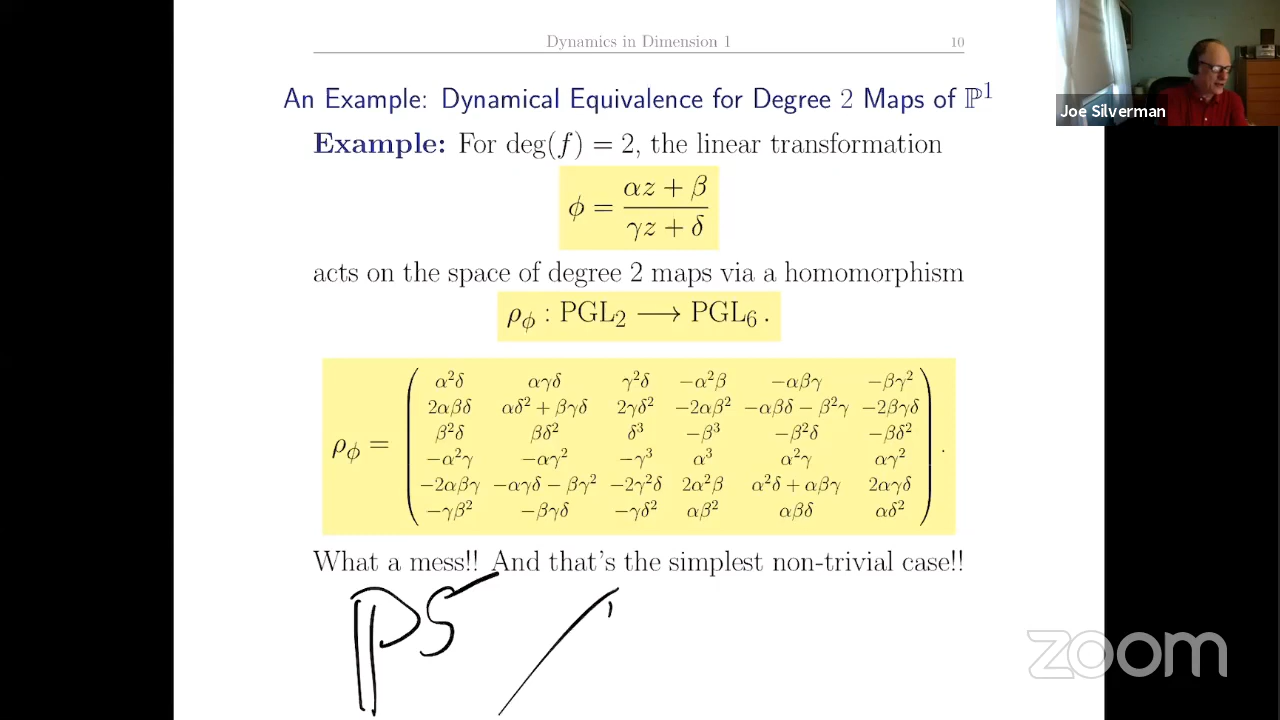 Dynamics in Dimension 1 10
An Example: Dynamical Equivalence for Degree 2 Maps of ℙ¹
Joe Silverman
Example: For deg(f) = 2, the linear transformation
ϕ = (αz + β)/(γz + δ)
acts on the space of degree 2 maps via a homomorphism
ρ_ϕ : PGL₂ ⟶ PGL₆ .
α²δ αγδ γ²δ −α²β −αβγ −βγ²
2αβδ αδ² + βγδ 2γδ² −2αβ² −αβδ − β²γ −2βγδ
β²δ βδ² δ³ −β³ −β²δ −βδ²
ρ_ϕ = .
−α²γ −αγ² −γ³ α³ α²γ αγ²
−2αβγ −αγδ − βγ² −2γ²δ 2α²β α²δ + αβγ 2αγδ
−γβ² −βγδ −γδ² αβ² αβδ αδ²
What a mess!! And that's the simplest non-trivial case!!
ℙ5
zoom